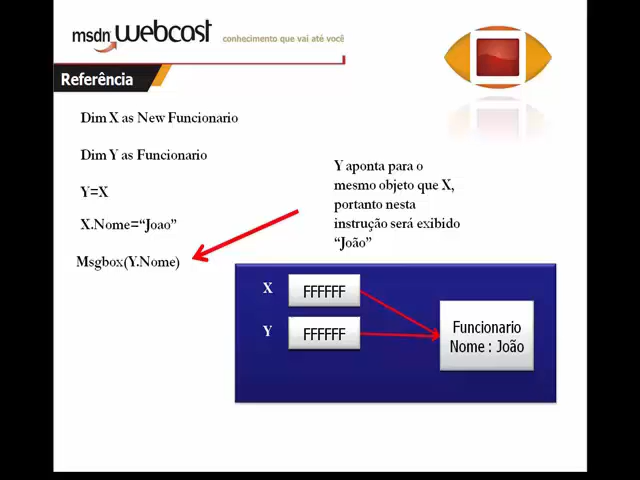 msdn webcast
conhecimento que vai até você
Referência
Dim X as New Funcionario
Dim Y as Funcionario
Y=X
X.Nome=“Joao”
Msgbox(Y.Nome)
Y aponta para o
mesmo objeto que X,
portanto nesta
instrução será exibido
“João”
X
FFFFFF
Y
FFFFFF
Funcionario
Nome : João